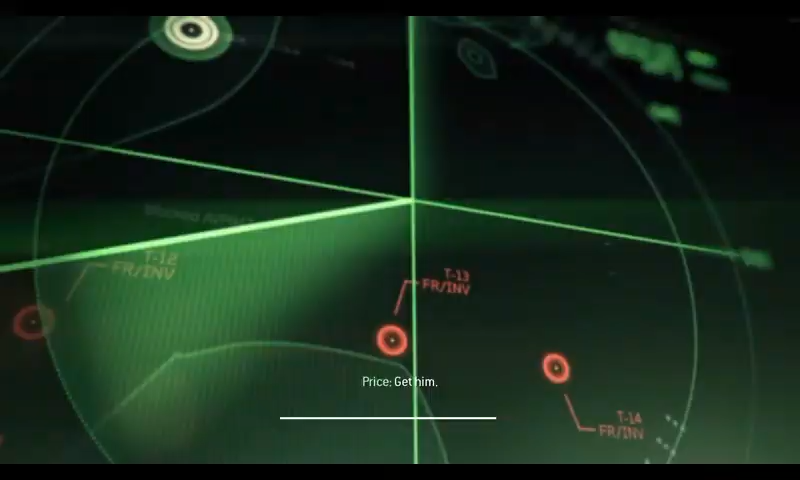 T-12
FR/INV
T-13
FR/INV
Price: Get him.
T-14
FR/INV